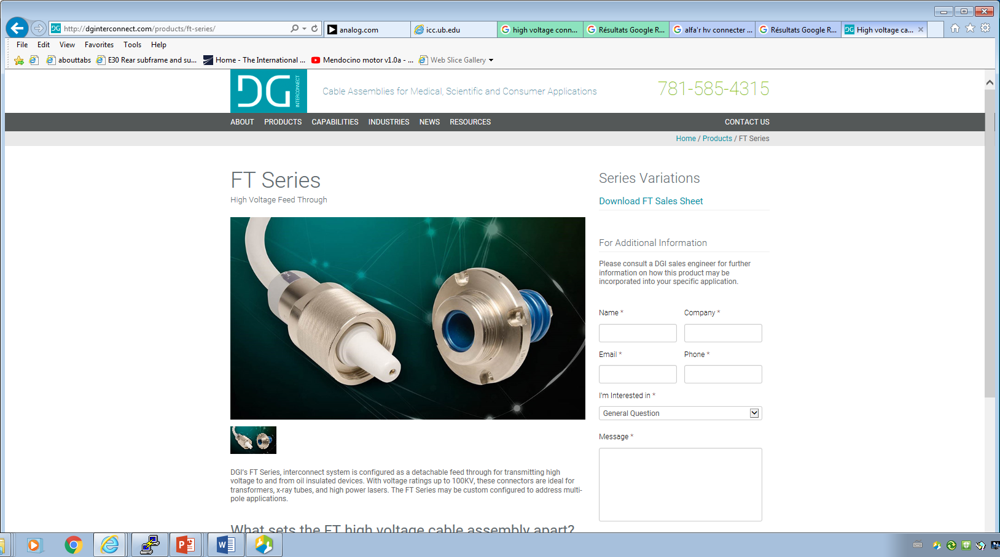 http://dginterconnect.com/products/ft-series/
analog.com
icc.ub.edu
high voltage conn...
Résultats Google R...
alfa'r hv connecter ...
Résultats Google R...
High voltage ca...
File Edit View Favorites Tools Help
abouttabs
E30 Rear subframe and su...
Home - The International ...
Mendocino motor v1.0a - ...
Web Slice Gallery
DG INTERCONNECT
Cable Assemblies for Medical, Scientific and Consumer Applications
781-585-4315
ABOUT PRODUCTS CAPABILITIES INDUSTRIES NEWS RESOURCES CONTACT US
Home / Products / FT Series
FT Series
High Voltage Feed Through
DGI's FT Series, interconnect system is configured as a detachable feed through for transmitting high
voltage to and from oil insulated devices. With voltage ratings up to 100KV, these connectors are ideal for
transformers, x-ray tubes, and high power lasers. The FT Series may be custom configured to address multi-
pole applications.
What sets the FT high voltage cable assembly apart?
Series Variations
Download FT Sales Sheet
For Additional Information
Please consult a DGI sales engineer for further
information on how this product may be
incorporated into your specific application.
Name *
Company *
Email *
Phone *
I'm Interested in *
General Question
Message *